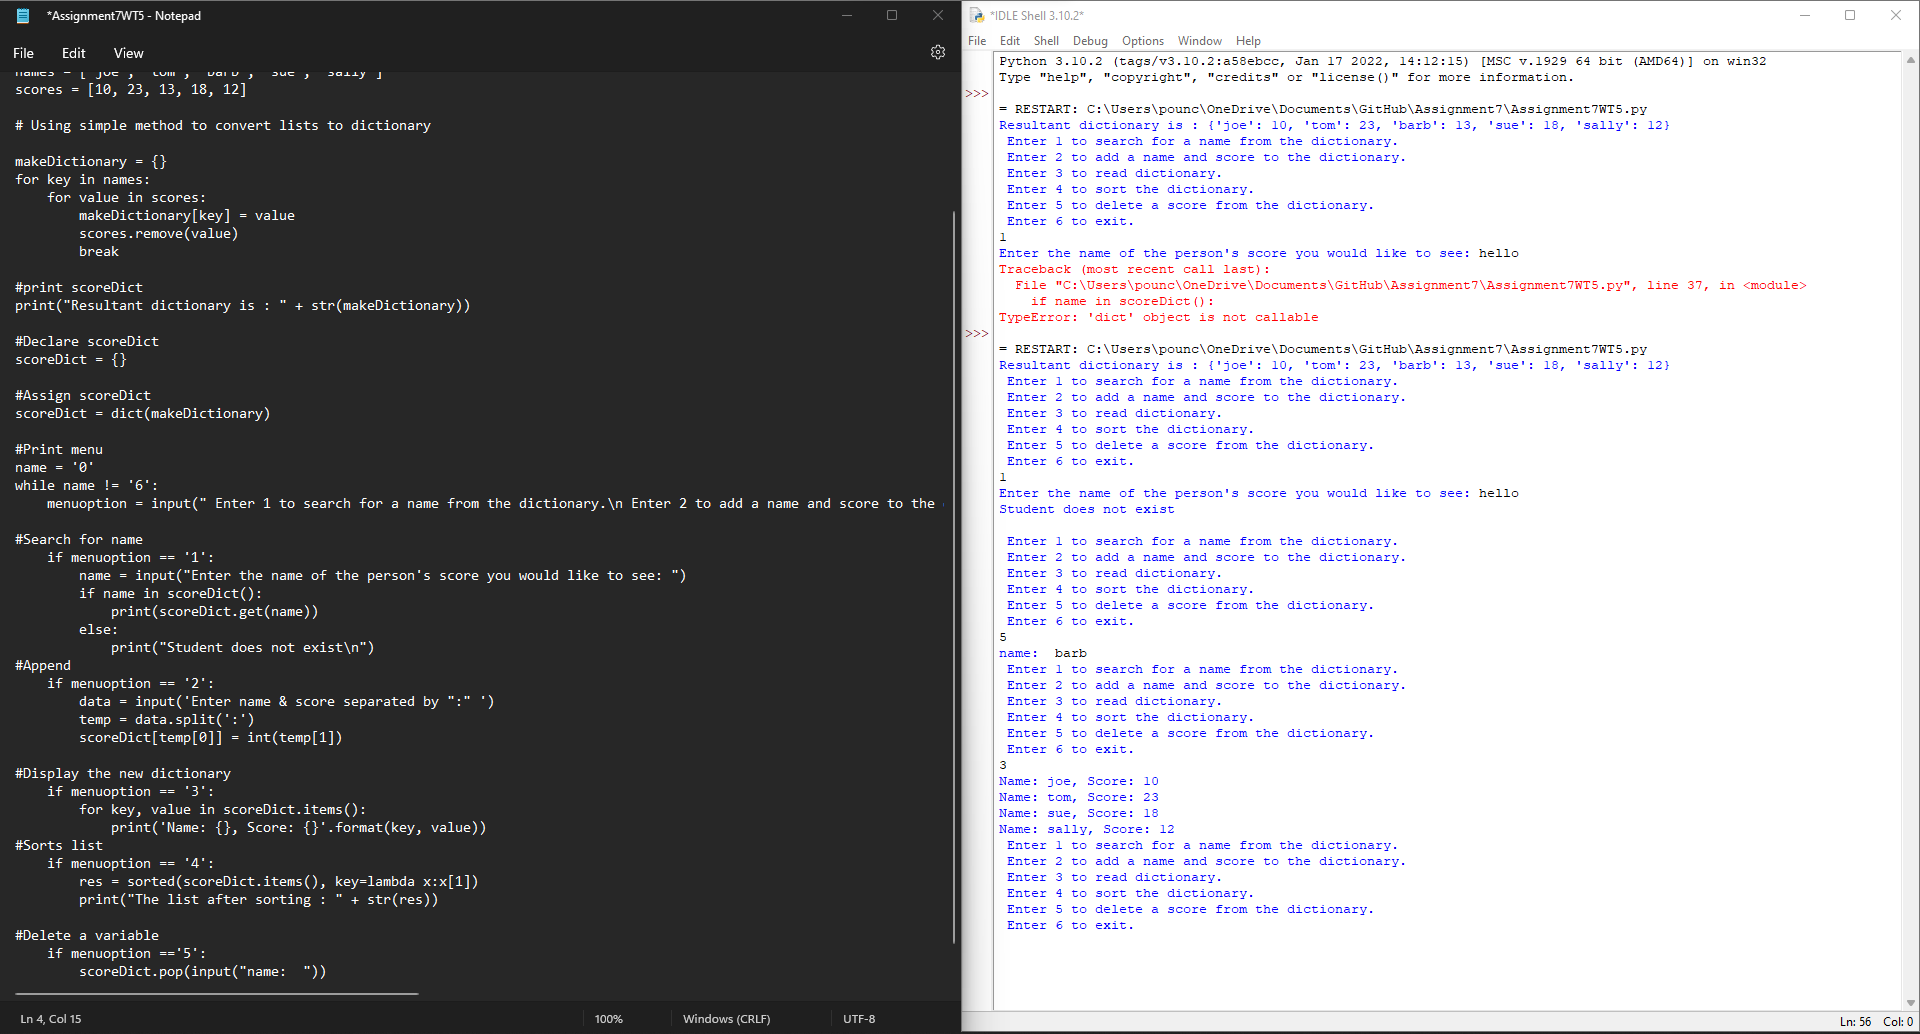 *Assignment7WT5 - Notepad
File Edit View
names = ['joe', 'tom', 'barb', 'sue', 'sally']
scores = [10, 23, 13, 18, 12]
# Using simple method to convert lists to dictionary
makeDictionary = {}
for key in names:
    for value in scores:
        makeDictionary[key] = value
        scores.remove(value)
        break
#print scoreDict
print("Resultant dictionary is : " + str(makeDictionary))
#Declare scoreDict
scoreDict = {}
#Assign scoreDict
scoreDict = dict(makeDictionary)
#Print menu
name = '0'
while name != '6':
    menuoption = input(" Enter 1 to search for a name from the dictionary.\n Enter 2 to add a name and score to the
#Search for name
    if menuoption == '1':
        name = input("Enter the name of the person's score you would like to see: ")
        if name in scoreDict():
            print(scoreDict.get(name))
        else:
            print("Student does not exist\n")
#Append
    if menuoption == '2':
        data = input('Enter name & score separated by ":" ')
        temp = data.split(':')
        scoreDict[temp[0]] = int(temp[1])
#Display the new dictionary
    if menuoption == '3':
        for key, value in scoreDict.items():
            print('Name: {}, Score: {}'.format(key, value))
#Sorts list
    if menuoption == '4':
        res = sorted(scoreDict.items(), key=lambda x:x[1])
        print("The list after sorting : " + str(res))
#Delete a variable
    if menuoption =='5':
        scoreDict.pop(input("name:  "))
Ln 4, Col 15 100% Windows (CRLF) UTF-8
*IDLE Shell 3.10.2*
File Edit Shell Debug Options Window Help
Python 3.10.2 (tags/v3.10.2:a58ebcc, Jan 17 2022, 14:12:15) [MSC v.1929 64 bit (AMD64)] on win32
Type "help", "copyright", "credits" or "license()" for more information.
>>>
= RESTART: C:\Users\pounc\OneDrive\Documents\GitHub\Assignment7\Assignment7WT5.py
Resultant dictionary is : {'joe': 10, 'tom': 23, 'barb': 13, 'sue': 18, 'sally': 12}
 Enter 1 to search for a name from the dictionary.
 Enter 2 to add a name and score to the dictionary.
 Enter 3 to read dictionary.
 Enter 4 to sort the dictionary.
 Enter 5 to delete a score from the dictionary.
 Enter 6 to exit.
1
Enter the name of the person's score you would like to see: hello
Traceback (most recent call last):
  File "C:\Users\pounc\OneDrive\Documents\GitHub\Assignment7\Assignment7WT5.py", line 37, in <module>
    if name in scoreDict():
TypeError: 'dict' object is not callable
>>>
= RESTART: C:\Users\pounc\OneDrive\Documents\GitHub\Assignment7\Assignment7WT5.py
Resultant dictionary is : {'joe': 10, 'tom': 23, 'barb': 13, 'sue': 18, 'sally': 12}
 Enter 1 to search for a name from the dictionary.
 Enter 2 to add a name and score to the dictionary.
 Enter 3 to read dictionary.
 Enter 4 to sort the dictionary.
 Enter 5 to delete a score from the dictionary.
 Enter 6 to exit.
1
Enter the name of the person's score you would like to see: hello
Student does not exist
 Enter 1 to search for a name from the dictionary.
 Enter 2 to add a name and score to the dictionary.
 Enter 3 to read dictionary.
 Enter 4 to sort the dictionary.
 Enter 5 to delete a score from the dictionary.
 Enter 6 to exit.
5
name:  barb
 Enter 1 to search for a name from the dictionary.
 Enter 2 to add a name and score to the dictionary.
 Enter 3 to read dictionary.
 Enter 4 to sort the dictionary.
 Enter 5 to delete a score from the dictionary.
 Enter 6 to exit.
3
Name: joe, Score: 10
Name: tom, Score: 23
Name: sue, Score: 18
Name: sally, Score: 12
 Enter 1 to search for a name from the dictionary.
 Enter 2 to add a name and score to the dictionary.
 Enter 3 to read dictionary.
 Enter 4 to sort the dictionary.
 Enter 5 to delete a score from the dictionary.
 Enter 6 to exit.
Ln: 56 Col: 0